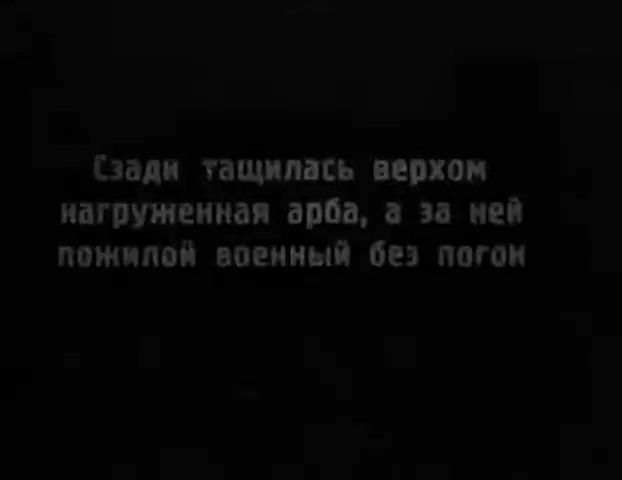 Сзади тащилась верхом
нагруженная арба, а за ней
пожилой военный без погон